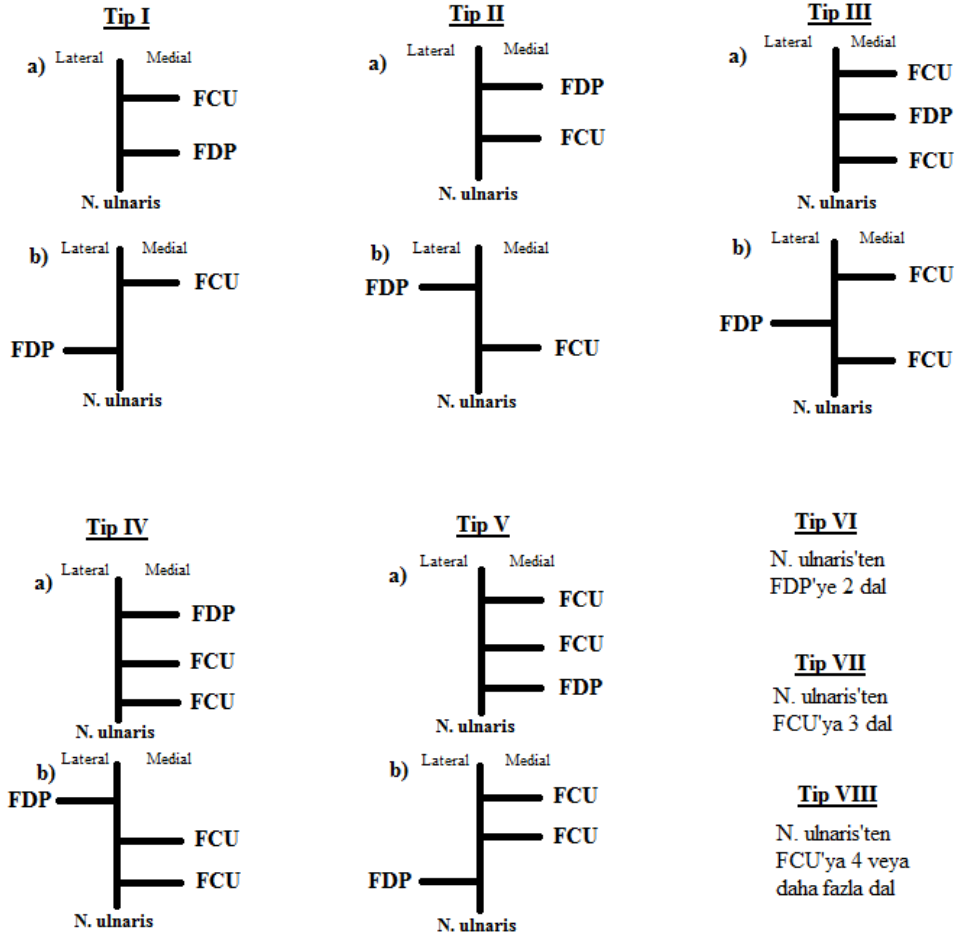 Tip I
a) Lateral Medial
FCU
FDP
N. ulnaris
b) Lateral Medial
FCU
FDP
N. ulnaris
Tip II
a) Lateral Medial
FDP
FCU
N. ulnaris
b) Lateral Medial
FDP
FCU
N. ulnaris
Tip III
a) Lateral Medial
FCU
FDP
FCU
N. ulnaris
b) Lateral Medial
FCU
FDP
FCU
N. ulnaris
Tip IV
a) Lateral Medial
FDP
FCU
FCU
N. ulnaris
b) Lateral Medial
FDP
FCU
FCU
N. ulnaris
Tip V
a) Lateral Medial
FCU
FCU
FDP
N. ulnaris
b) Lateral Medial
FCU
FCU
FDP
N. ulnaris
Tip VI
N. ulnaris'ten
FDP'ye 2 dal
Tip VII
N. ulnaris'ten
FCU'ya 3 dal
Tip VIII
N. ulnaris'ten
FCU'ya 4 veya
daha fazla dal